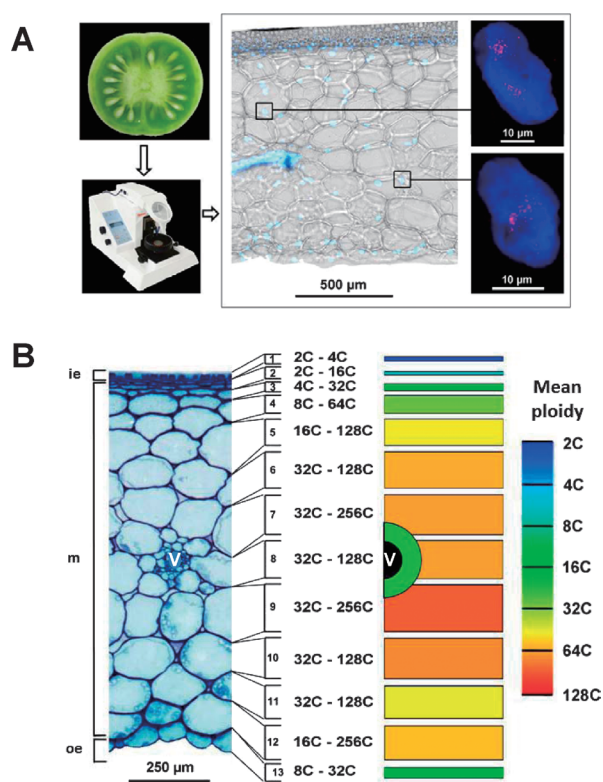 A
10 µm
10 µm
500 µm
B
ie
m
oe
V
250 µm
1 2C - 4C
2 2C - 16C
3 4C - 32C
4 8C - 64C
5 16C - 128C
6 32C - 128C
7 32C - 256C
8 32C - 128C
9 32C - 256C
10 32C - 128C
11 32C - 128C
12 16C - 256C
13 8C - 32C
V
Mean
ploidy
2C
4C
8C
16C
32C
64C
128C